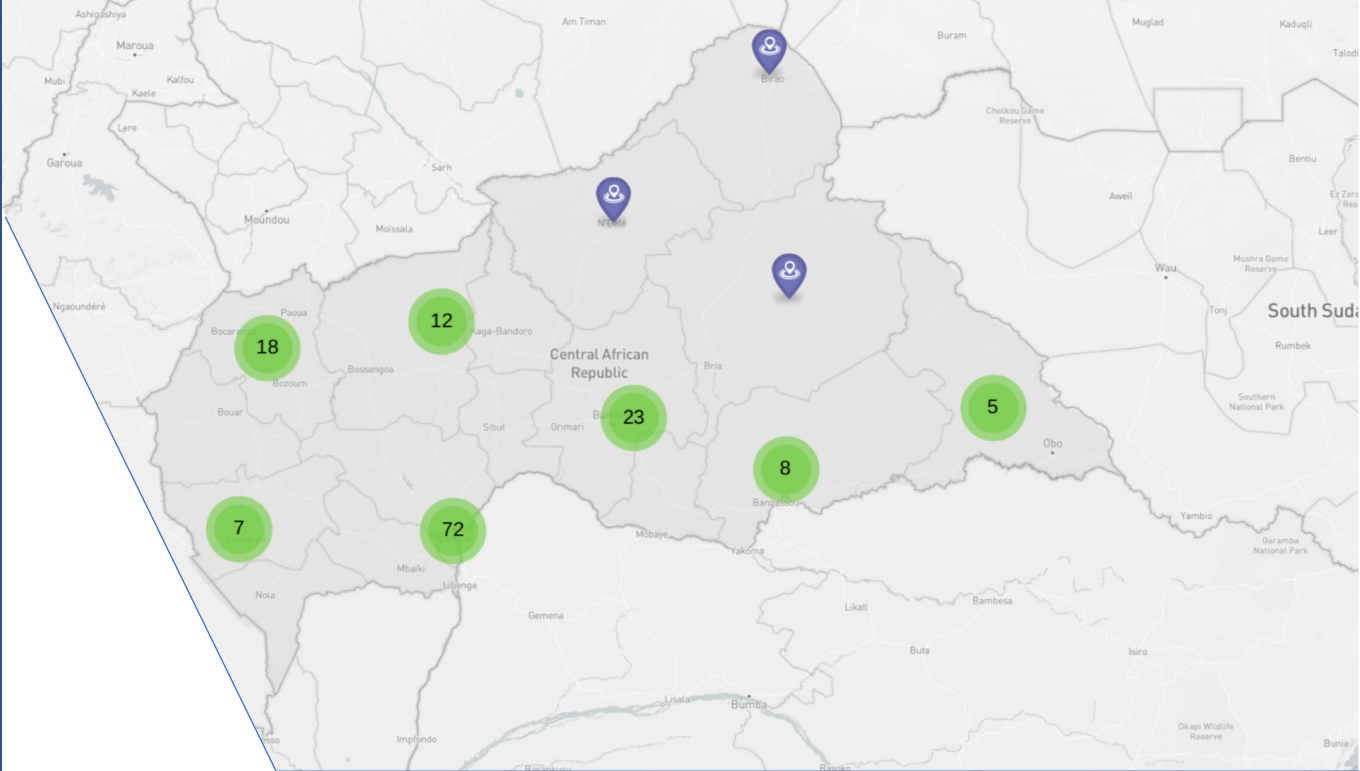 Ashigashiya
Am Timan
Muglad
Kaduqli
Buram
Maroua
Talodi
Mubi
Kalfou
Birao
Kaele
Chelkou Game
Reserve
Lere
Garoua
Sarh
Bentiu
Aweil
Moundou
N'Délé
Moïssala
Leer
Mushra Game
Reserve
Wau
Ngaoundéré
Paoua
Tonj
South Suda
12
Kaga-Bandoro
18
Rumbek
Central African
Republic
Bossangoa
Bria
Bozoum
Southern
National Park
Bouar
23
5
Sibut
Grimari
Obo
8
Bangassou
7
72
Yambio
Mobaye
Garamba
National Park
Yakoma
Mbaïki
Libenge
Nola
Bambesa
Likati
Gemena
Buta
Isiro
Lisala
Bumba
Okapi Wildlife
Reserve
Impfondo
Bunia
Basankusu
Basoko